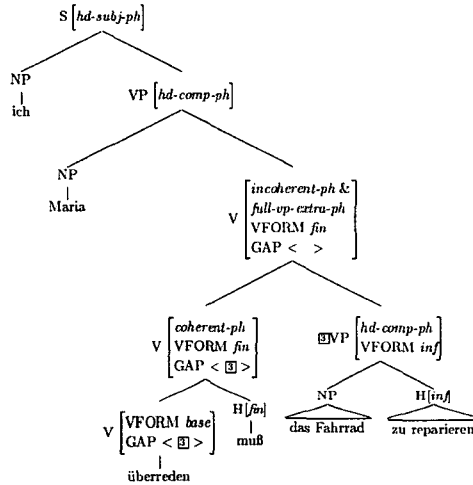 S [hd-subj-ph]
NP
ich
VP [hd-comp-ph]
NP
Maria
V [incoherent-ph &
full-vp-extra-ph
VFORM fin
GAP < >]
V [coherent-ph
VFORM fin
GAP < 3 >]
3VP [hd-comp-ph
VFORM inf]
V [VFORM base
GAP < 3 >]
H[fin]
NP
H[inf]
überreden
muß
das Fahrrad
zu reparieren